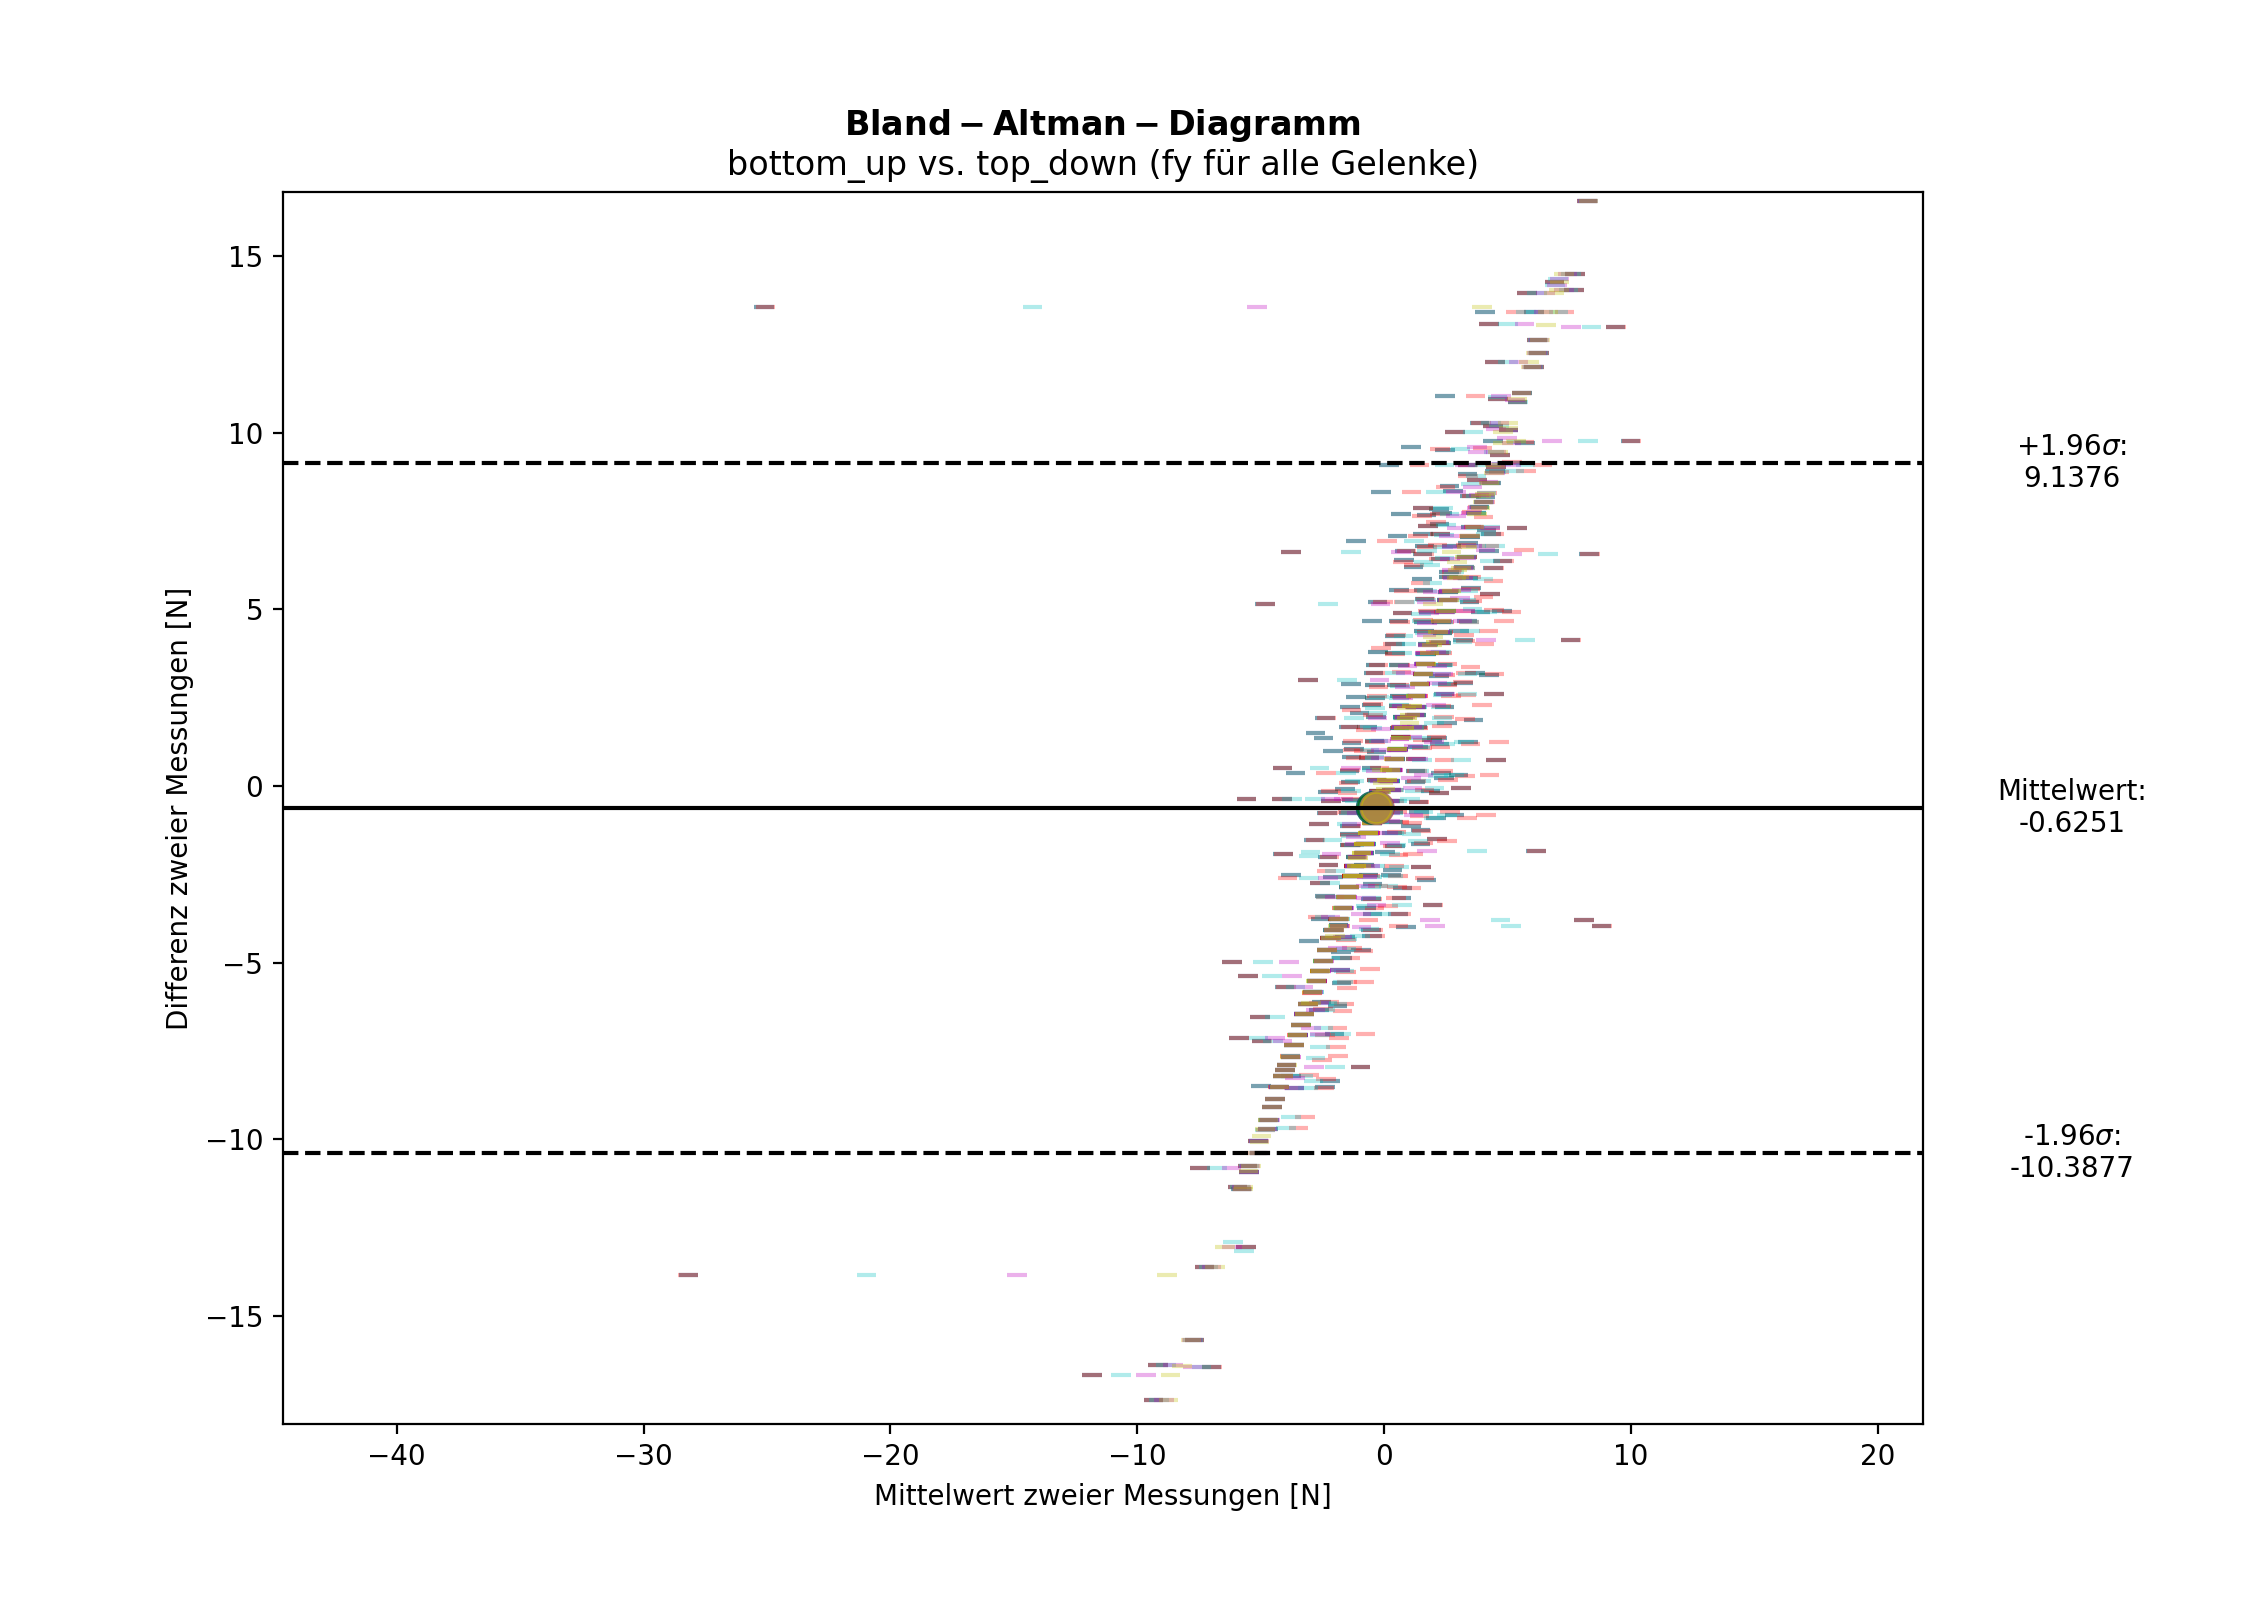 Bland – Altman – Diagramm
bottom_up vs. top_down (fy für alle Gelenke)
Differenz zweier Messungen [N]
15
10
5
0
−5
−10
−15
+1.96σ:
9.1376
Mittelwert:
-0.6251
-1.96σ:
-10.3877
−40
−30
−20
−10
0
10
20
Mittelwert zweier Messungen [N]